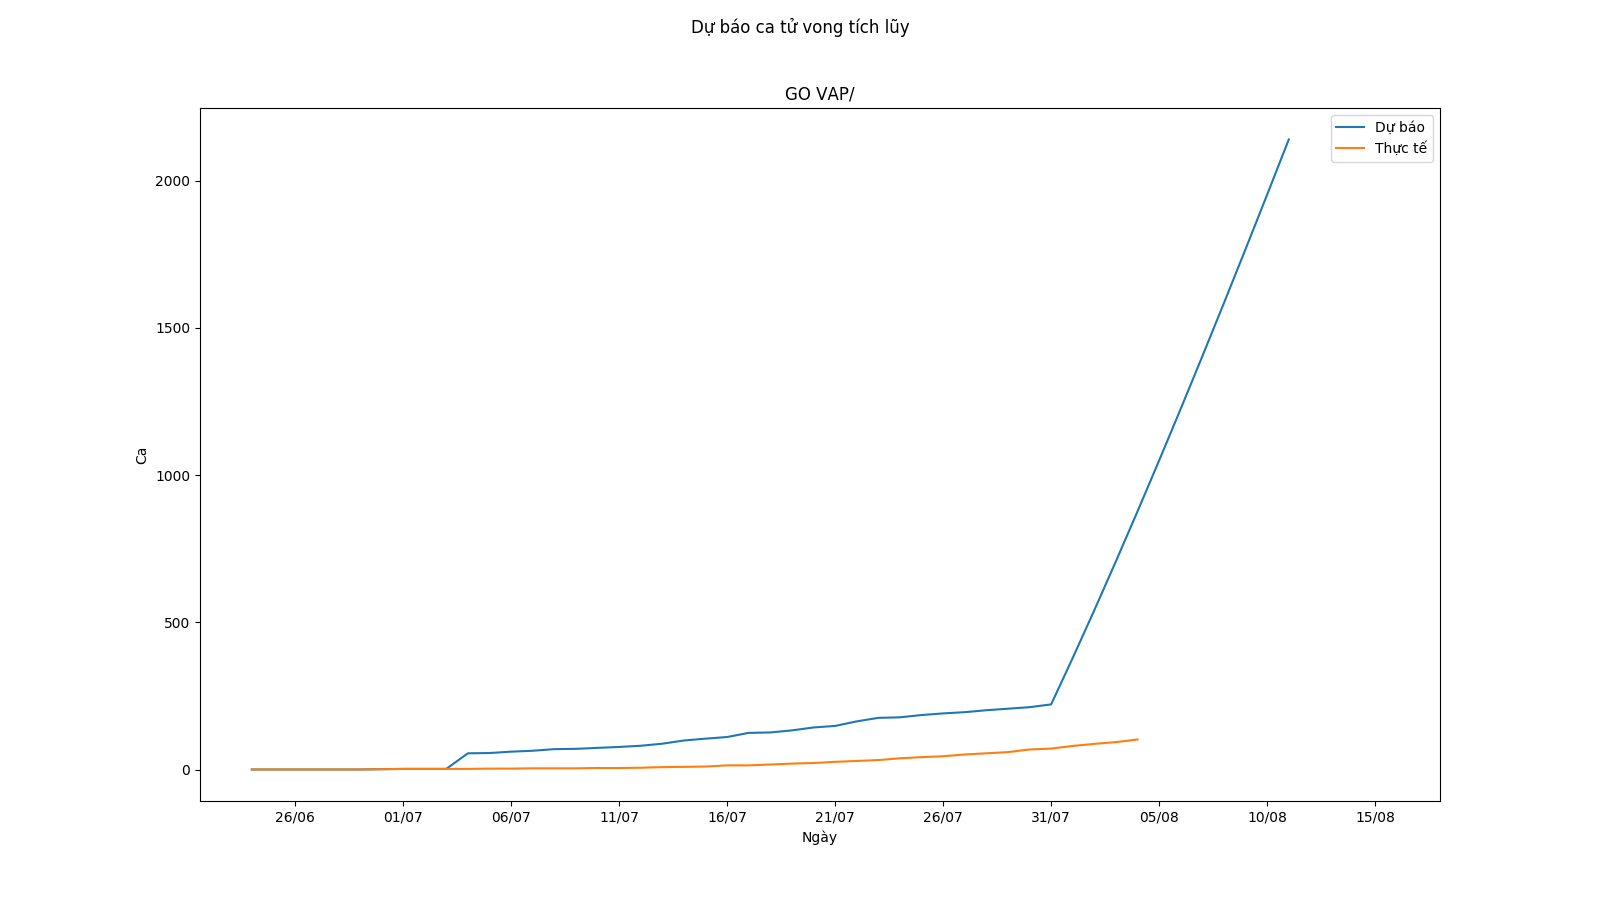 Dự báo ca tử vong tích lũy
GO VAP/
Dự báo
Thực tế
2000
1500
1000
500
0
Ca
26/06 01/07 06/07 11/07 16/07 21/07 26/07 31/07 05/08 10/08 15/08
Ngày